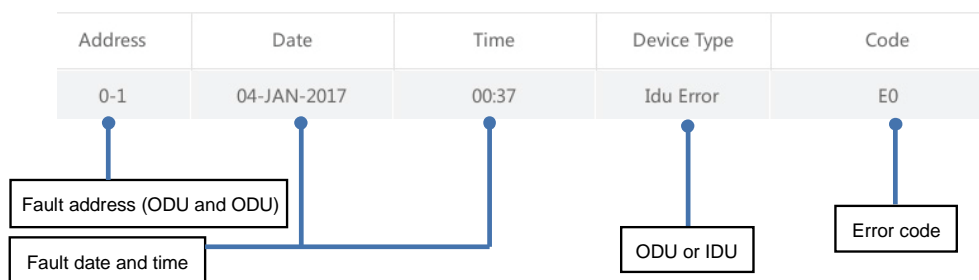 Address Date Time Device Type Code
0-1 04-JAN-2017 00:37 Idu Error E0
Fault address (ODU and ODU)
Fault date and time
ODU or IDU
Error code